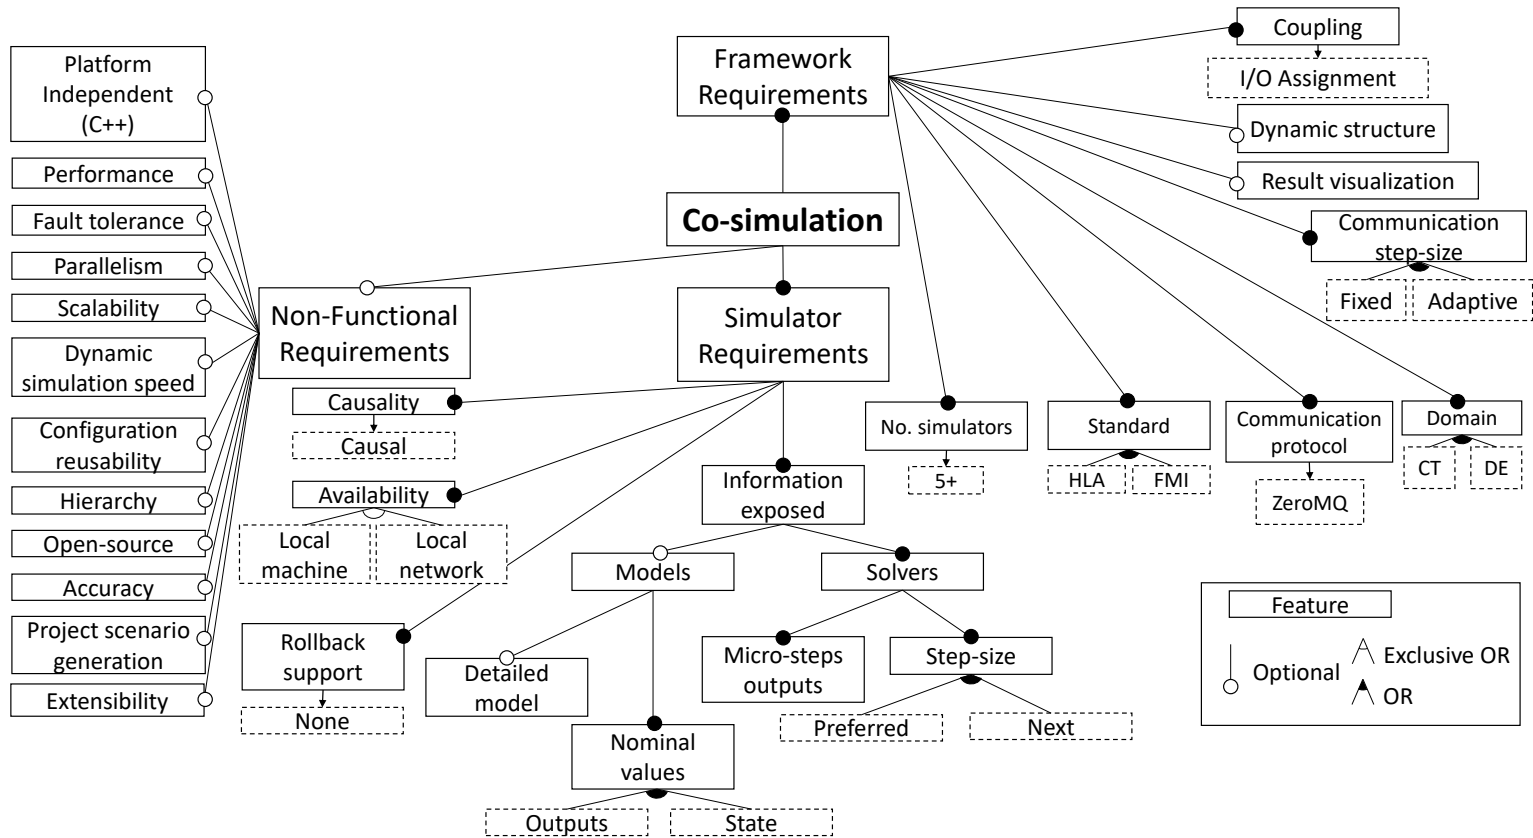 Platform
Independent
(C++)
Performance
Fault tolerance
Parallelism
Scalability
Dynamic
simulation speed
Configuration
reusability
Hierarchy
Open-source
Accuracy
Project scenario
generation
Extensibility
Framework
Requirements
Co-simulation
Non-Functional
Requirements
Simulator
Requirements
Causality
Causal
Availability
Local
machine
Local
network
Rollback
support
None
Information
exposed
Models
Solvers
Detailed
model
Nominal
values
Outputs
State
Micro-steps
outputs
Step-size
Preferred
Next
Coupling
I/O Assignment
Dynamic structure
Result visualization
Communication
step-size
Fixed
Adaptive
No. simulators
5+
Standard
HLA
FMI
Communication
protocol
ZeroMQ
Domain
CT
DE
Feature
Optional
Exclusive OR
OR